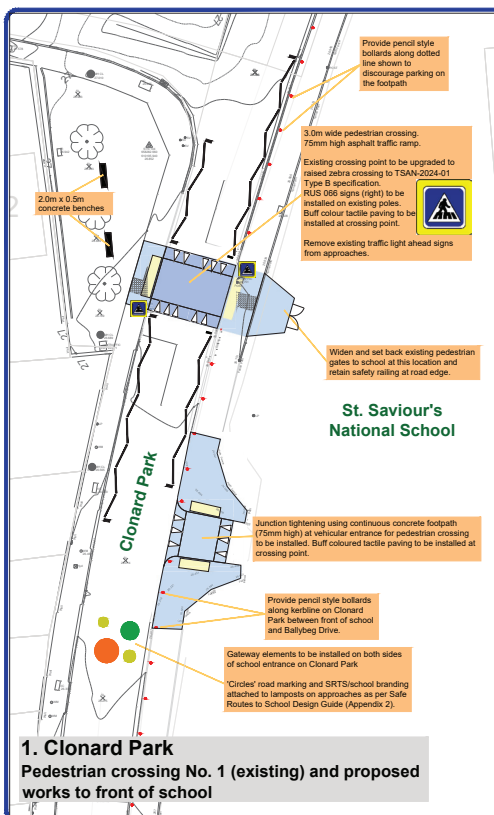 Provide pencil style
bollards along dotted
line shown to
discourage parking on
the footpath
3.0m wide pedestrian crossing.
75mm high asphalt traffic ramp.
Existing crossing point to be upgraded to
raised zebra crossing to TSAN-2024-01
Type B specification.
RUS 066 signs (right) to be
installed on existing poles.
Buff colour tactile paving to be
installed at crossing point.
Remove existing traffic light ahead signs
from approaches.
2.0m x 0.5m
concrete benches
Widen and set back existing pedestrian
gates to school at this location and
retain safety railing at road edge.
St. Saviour's
National School
Clonard Park
Junction tightening using continuous concrete footpath
(75mm high) at vehicular entrance for pedestrian crossing
to be installed. Buff coloured tactile paving to be installed at
crossing point.
Provide pencil style bollards
along kerbline on Clonard
Park between front of school
and Ballybeg Drive.
Gateway elements to be installed on both sides
of school entrance on Clonard Park
'Circles' road marking and SRTS/school branding
attached to lamposts on approaches as per Safe
Routes to School Design Guide (Appendix 2).
1. Clonard Park
Pedestrian crossing No. 1 (existing) and proposed
works to front of school